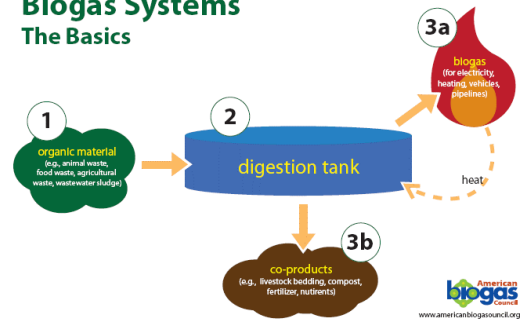 Biogas Systems
The Basics
1
organic material
(e.g., animal waste,
food waste, agricultural
waste, wastewater sludge)
2
digestion tank
3a
biogas
(for electricity,
heating, vehicles,
pipelines)
heat
3b
co-products
(e.g., livestock bedding, compost,
fertilizer, nutirents)
American
biogas
Council
www.americanbiogasouncil.org